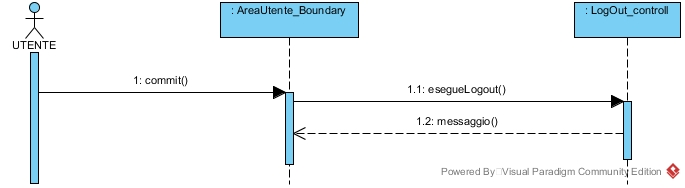 : AreaUtente_Boundary
: LogOut_controll
UTENTE
1: commit()
1.1: esegueLogout()
1.2: messaggio()
Powered By Visual Paradigm Community Edition